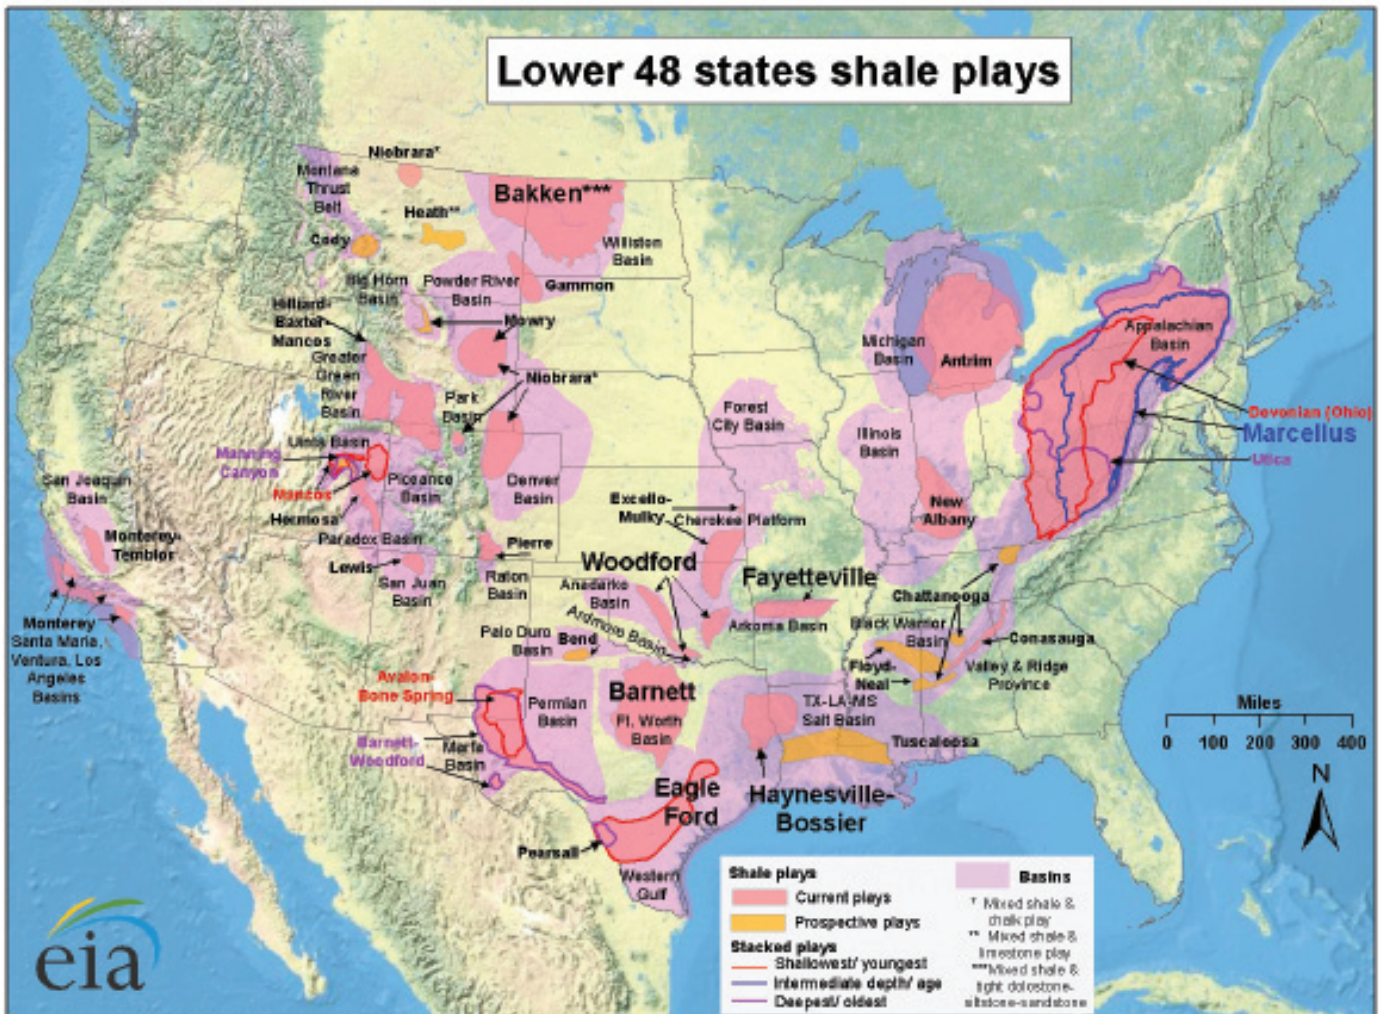 Lower 48 states shale plays
Niobrara*
Montana
Thrust
Belt
Bakken***
Heath**
Cody
Williston
Basin
Big Horn
Basin
Powder River
Basin
Gammon
Hilliard-
Baxter-
Mancos
Mowry
Greater
Green
River
Basin
Niobrara*
Park
Basin
Michigan
Basin
Antrim
Appalachian
Basin
Devonian (Ohio)
Marcellus
Utica
Forest
City Basin
Illinois
Basin
Uinta Basin
Manning
Canyon
Mancos
Piceance
Basin
Denver
Basin
San Joaquin
Basin
Monterey-
Temblor
Hermosa
Paradox Basin
Excello-
Mulky
Cherokee Platform
New
Albany
Pierre
Lewis
San Juan
Basin
Raton
Basin
Woodford
Anadarko
Basin
Ardmore Basin
Fayetteville
Arkoma Basin
Chattanooga
Black Warrior
Basin
Conasauga
Floyd-
Neal
Valley & Ridge
Province
Monterey
Santa Maria,
Ventura, Los
Angeles
Basins
Palo Duro
Basin
Bend
Avalon-
Bone Spring
Permian
Basin
Barnett
Ft. Worth
Basin
TX-LA-MS
Salt Basin
Tuscaloosa
Barnett-
Woodford
Marfa
Basin
Eagle
Ford
Haynesville-
Bossier
Pearsall
Western
Gulf
Miles
0 100 200 300 400
N
Shale plays
Current plays
Prospective plays
Stacked plays
Shallowest/ youngest
Intermediate depth/ age
Deepest/ oldest
Basins
* Mixed shale &
chalk play
** Mixed shale &
limestone play
***Mixed shale &
tight dolostone-
siltstone-sandstone
eia